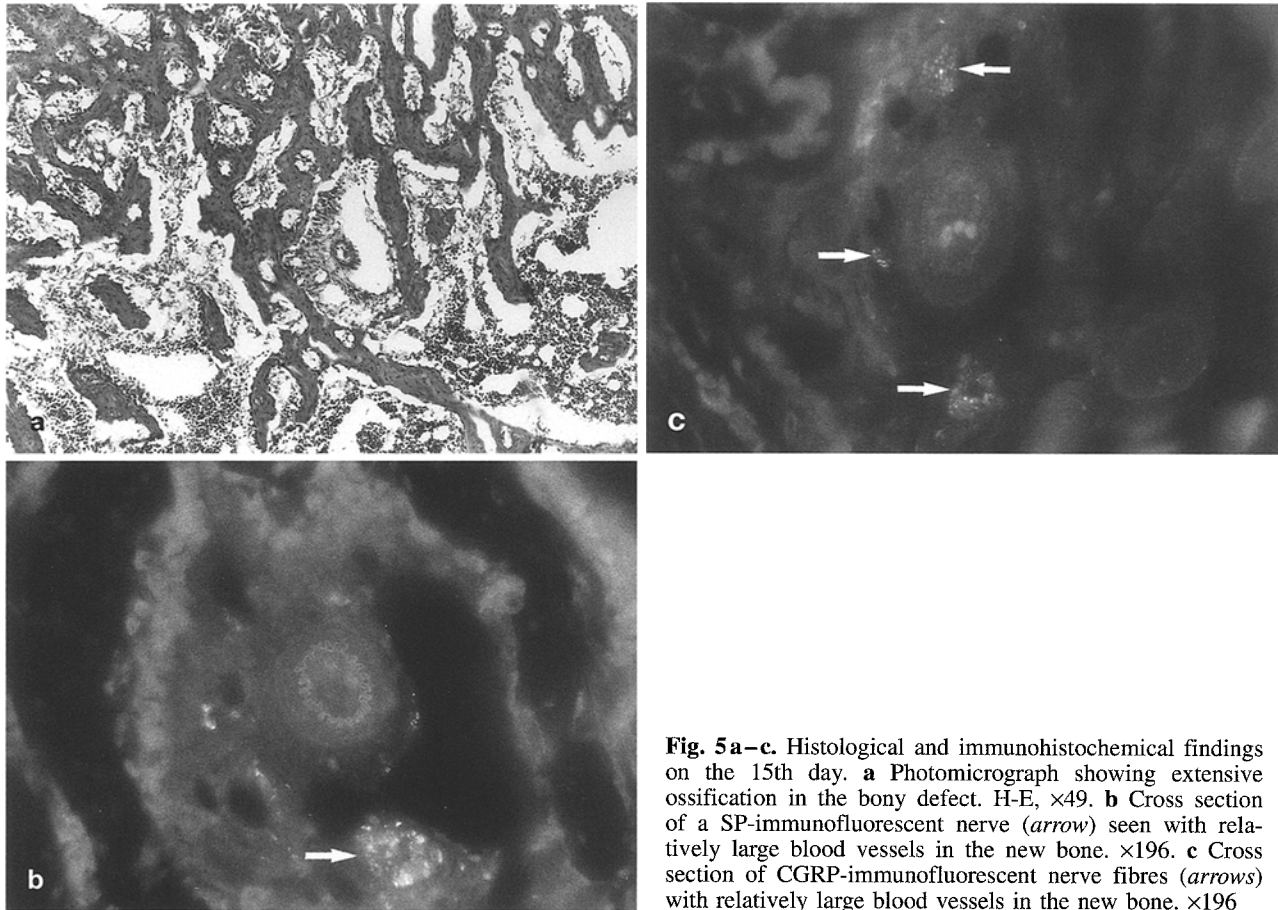 a
c
b
Fig. 5 a–c. Histological and immunohistochemical findings
on the 15th day. a Photomicrograph showing extensive
ossification in the bony defect. H-E, ×49. b Cross section
of a SP-immunofluorescent nerve (arrow) seen with rela-
tively large blood vessels in the new bone. ×196. c Cross
section of CGRP-immunofluorescent nerve fibres (arrows)
with relatively large blood vessels in the new bone. ×196